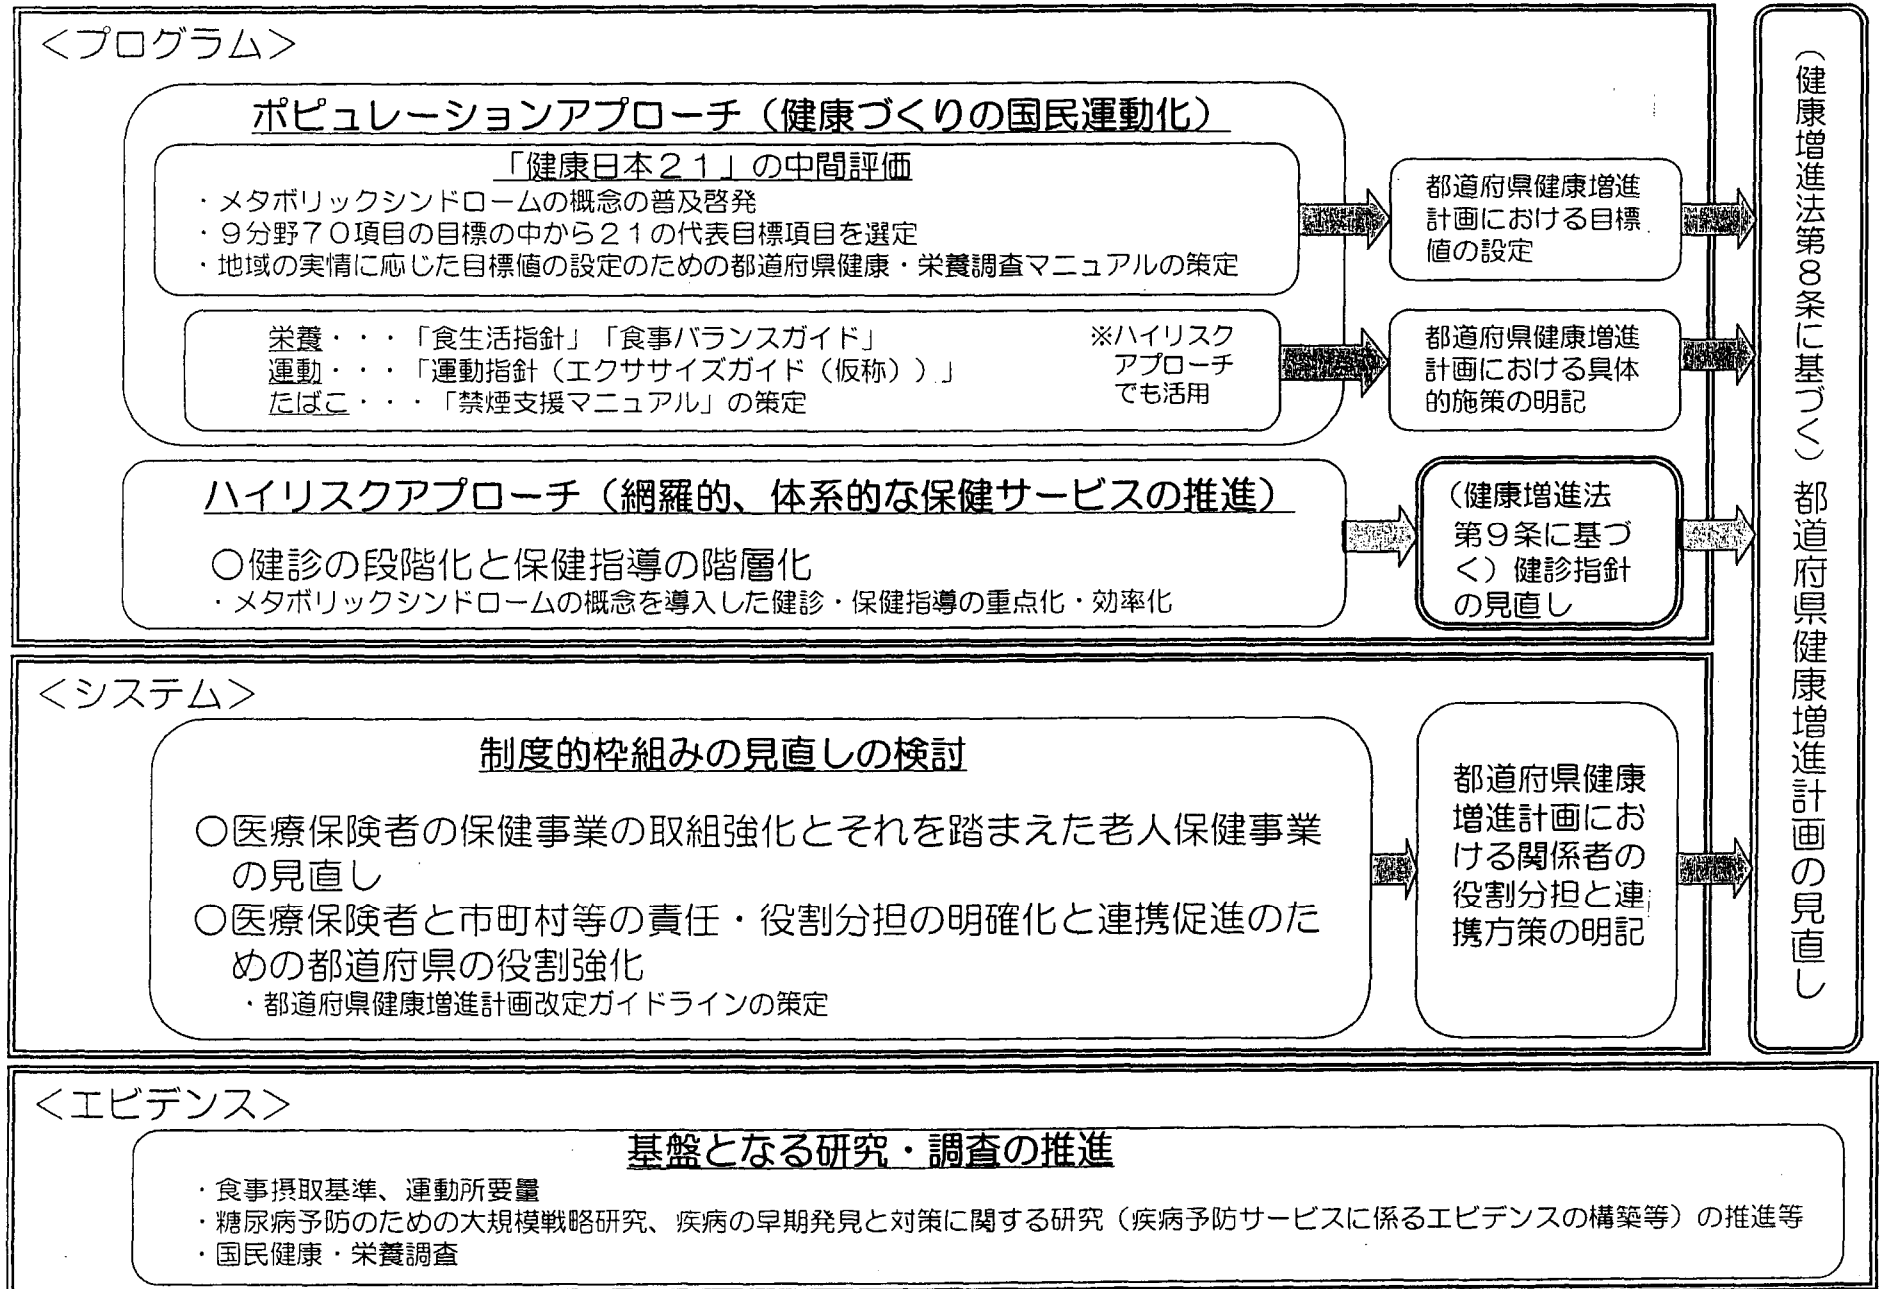 ＜プログラム＞
ポピュレーションアプローチ（健康づくりの国民運動化）
「健康日本２１」の中間評価
・メタボリックシンドロームの概念の普及啓発
・９分野７０項目の目標の中から２１の代表目標項目を選定
・地域の実情に応じた目標値の設定のための都道府県健康・栄養調査マニュアルの策定
都道府県健康増進
計画における目標
値の設定
栄養・・・「食生活指針」「食事バランスガイド」
運動・・・「運動指針（エクササイズガイド（仮称））」
たばこ・・・「禁煙支援マニュアル」の策定
※ハイリスク
アプローチ
でも活用
都道府県健康増進
計画における具体
的施策の明記
ハイリスクアプローチ（網羅的、体系的な保健サービスの推進）
○健診の段階化と保健指導の階層化
・メタボリックシンドロームの概念を導入した健診・保健指導の重点化・効率化
（健康増進法
第９条に基づ
く）健診指針
の見直し
＜システム＞
制度的枠組みの見直しの検討
○医療保険者の保健事業の取組強化とそれを踏まえた老人保健事業
の見直し
○医療保険者と市町村等の責任・役割分担の明確化と連携促進のた
めの都道府県の役割強化
・都道府県健康増進計画改定ガイドラインの策定
都道府県健康
増進計画にお
ける関係者の
役割分担と連
携方策の明記
（健康増進法第８条に基づく）都道府県健康増進計画の見直し
＜エビデンス＞
基盤となる研究・調査の推進
・食事摂取基準、運動所要量
・糖尿病予防のための大規模戦略研究、疾病の早期発見と対策に関する研究（疾病予防サービスに係るエビデンスの構築等）の推進等
・国民健康・栄養調査